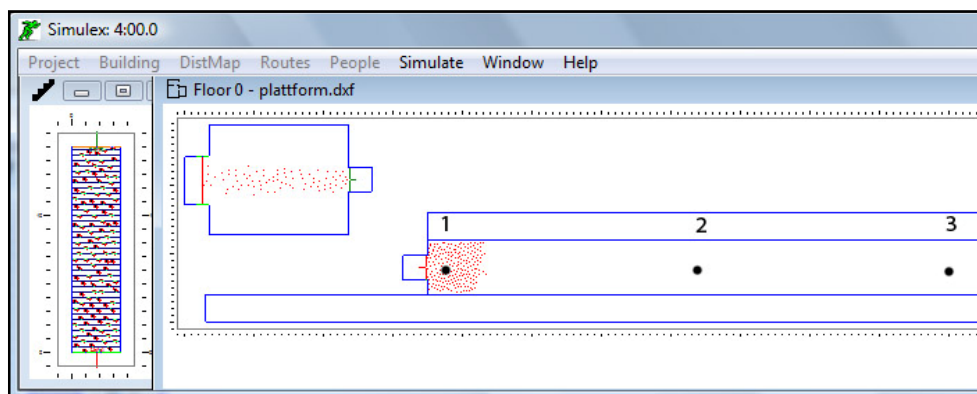 Simulex: 4:00.0
Project Building DistMap Routes People Simulate Window Help
Floor 0 - plattform.dxf
1 2 3